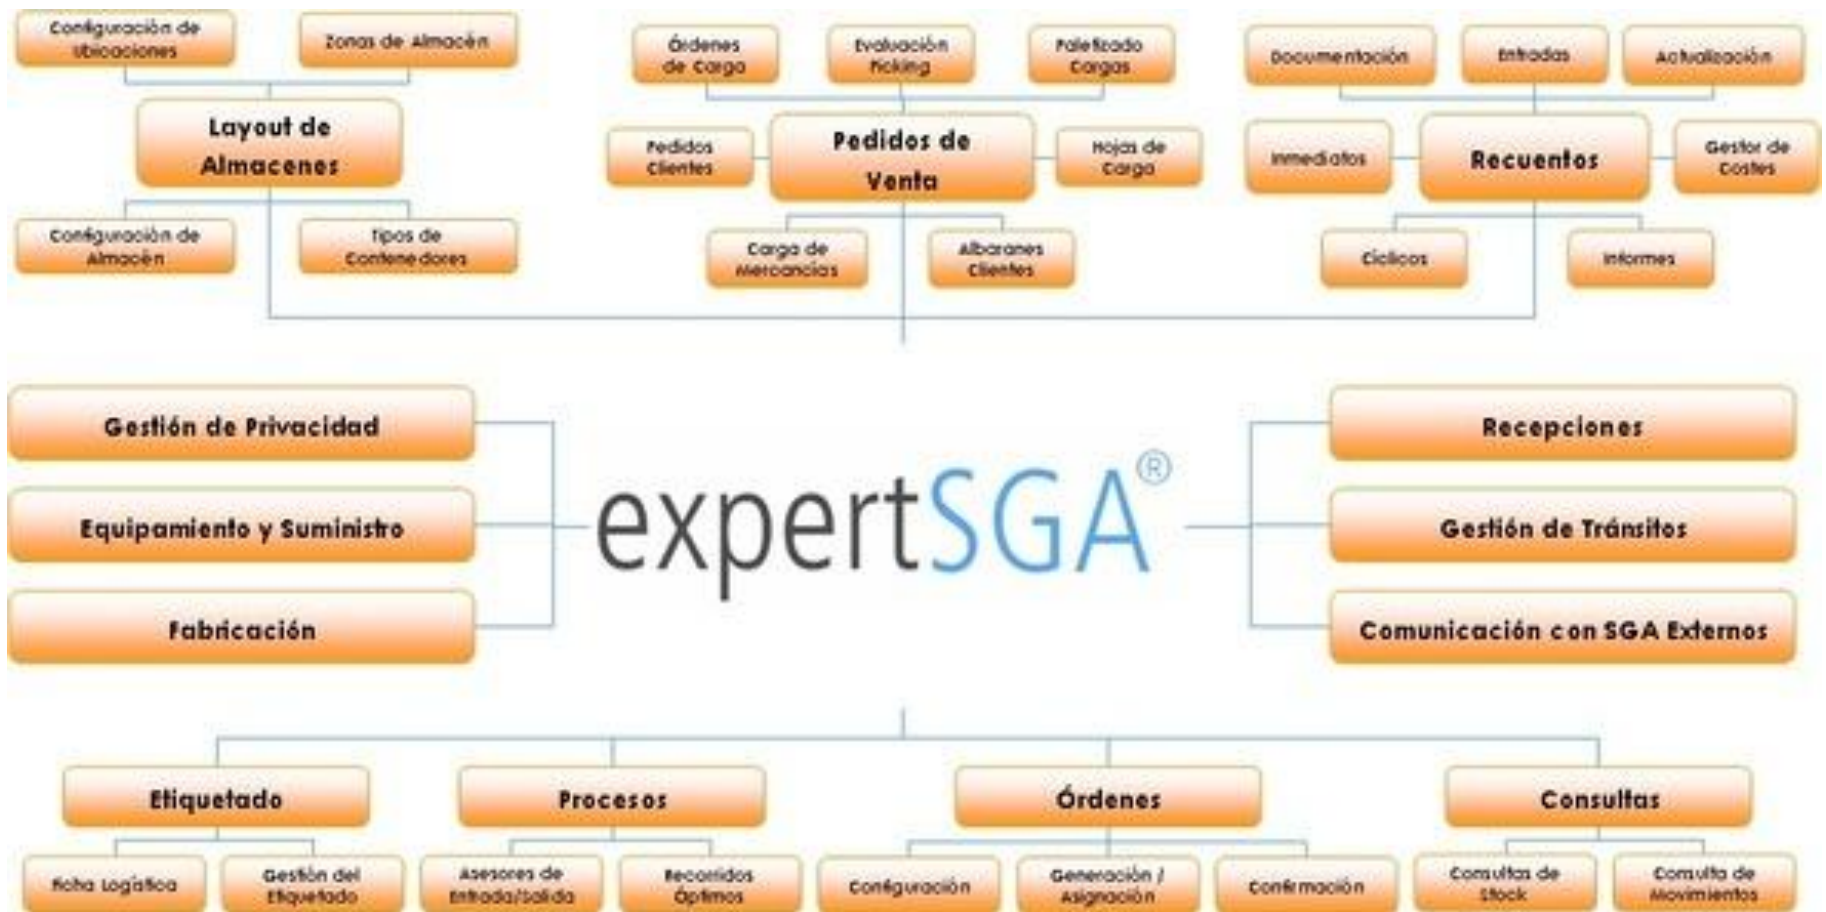 Configuración de
Ubicaciones
Zonas de Almacén
Layout de
Almacenes
Configuración de
Almacén
Tipos de
Contenedores
Órdenes
de Carga
Evaluación
Picking
Paletizado
Cargas
Pedidos
Clientes
Pedidos de
Venta
Hojas de
Carga
Carga de
Mercancías
Albaranes
Clientes
Documentación
Entradas
Actualización
Inmediatos
Recuentos
Gestor de
Costes
Cíclicos
Informes
Gestión de Privacidad
Equipamiento y Suministro
Fabricación
expertSGA®
Recepciones
Gestión de Tránsitos
Comunicación con SGA Externos
Etiquetado
Ficha Logística
Gestión del
Etiquetado
Procesos
Asesores de
Entrada/Salida
Recorridos
Óptimos
Órdenes
Configuración
Generación /
Asignación
Confirmación
Consultas
Consultas de
Stock
Consulta de
Movimientos